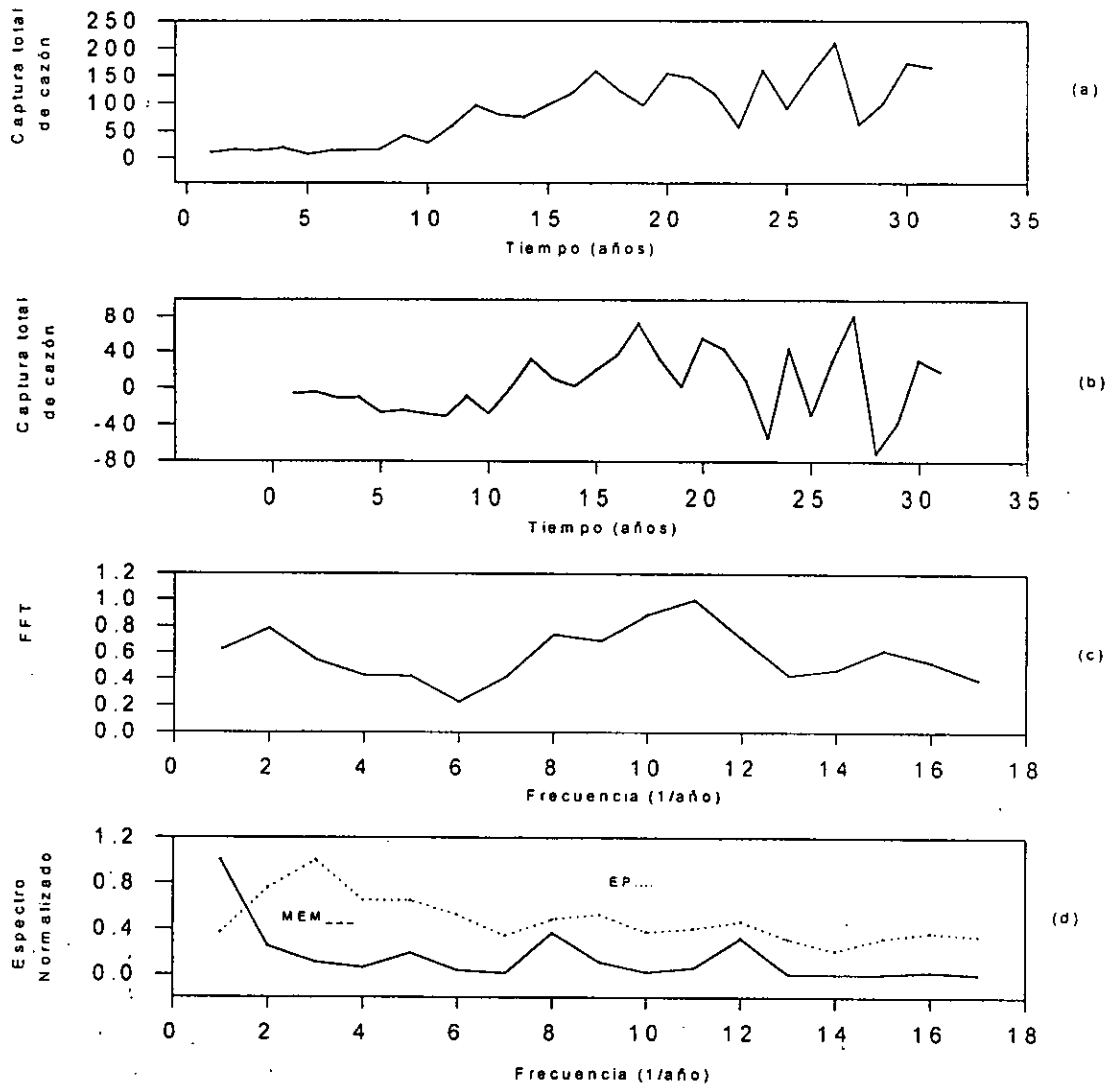 Captura total
de cazón
250
200
150
100
50
0
(a)
0 5 10 15 20 25 30 35
Tiempo (años)
Captura total
de cazón
80
40
0
-40
-80
(b)
0 5 10 15 20 25 30 35
Tiempo (años)
FFT
1.2
1.0
0.8
0.6
0.4
0.2
0.0
(c)
0 2 4 6 8 10 12 14 16 18
Frecuencia (1/año)
Espectro
Normalizado
1.2
0.8
0.4
0.0
EP....
MEM___
(d)
0 2 4 6 8 10 12 14 16 18
Frecuencia (1/año)